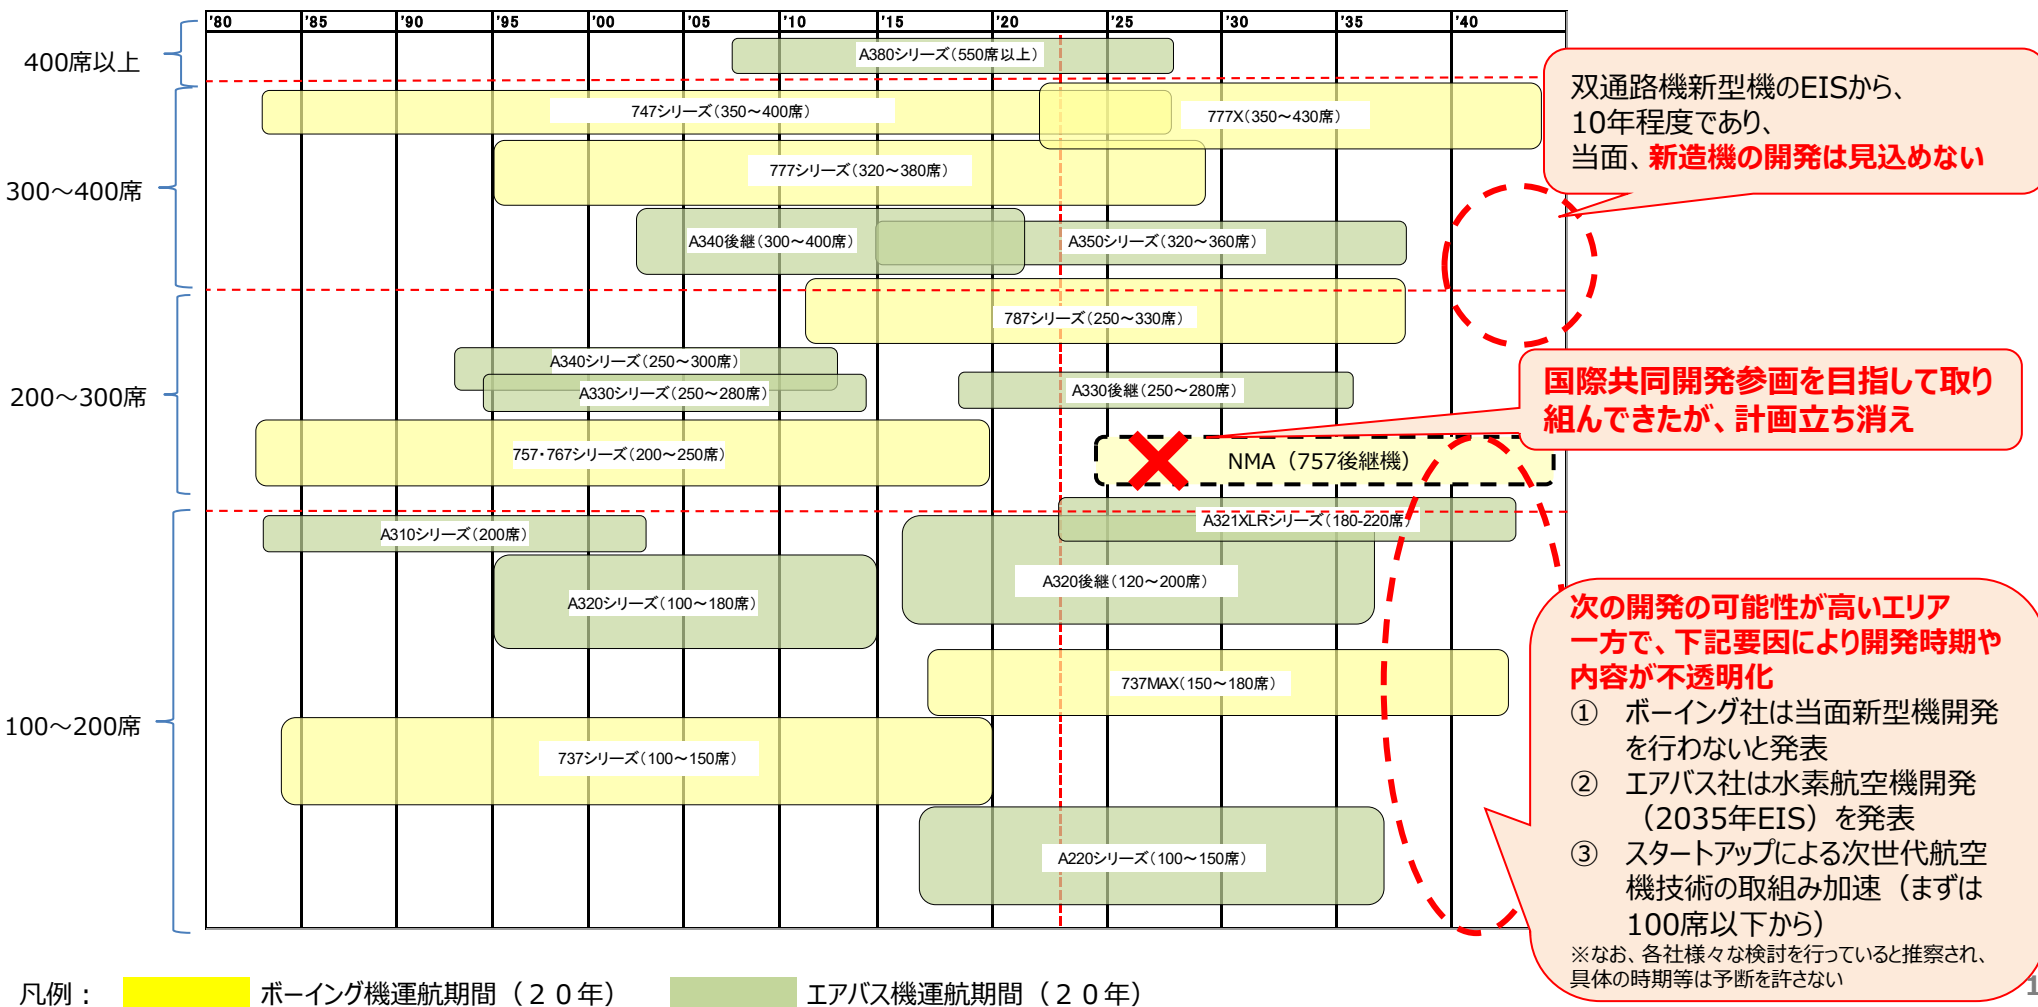 '80 '85 '90 '95 '00 '05 '10 '15 '20 '25 '30 '35 '40
400席以上
A380シリーズ(550席以上)
747シリーズ(350～400席)
777X(350～430席)
300～400席
777シリーズ(320～380席)
A340後継(300～400席)
A350シリーズ(320～360席)
双通路機新型機のEISから、
10年程度であり、
当面、新造機の開発は見込めない
200～300席
787シリーズ(250～330席)
A340シリーズ(250～300席)
A330シリーズ(250～280席)
A330後継(250～280席)
757・767シリーズ(200～250席)
NMA（757後継機）
国際共同開発参画を目指して取り
組んできたが、計画立ち消え
100～200席
A321XLRシリーズ(180-220席)
A310シリーズ(200席)
A320後継(120～200席)
A320シリーズ(100～180席)
737MAX(150～180席)
737シリーズ(100～150席)
A220シリーズ(100～150席)
次の開発の可能性が高いエリア
一方で、下記要因により開発時期や
内容が不透明化
① ボーイング社は当面新型機開発
を行わないと発表
② エアバス社は水素航空機開発
（2035年EIS）を発表
③ スタートアップによる次世代航空
機技術の取組み加速（まずは
100席以下から）
※なお、各社様々な検討を行っていると推察され、
具体の時期等は予断を許さない
凡例： ボーイング機運航期間（２０年） エアバス機運航期間（２０年）
1